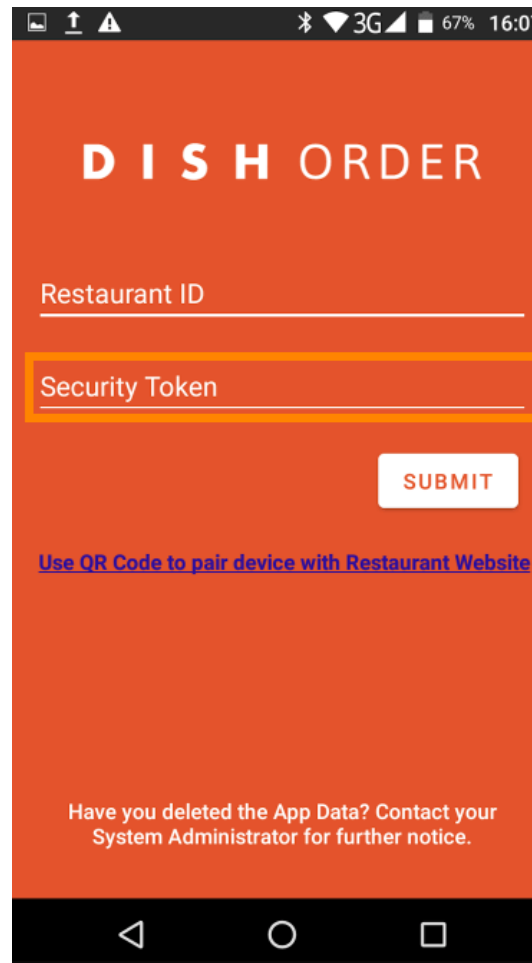 3G 67% 16:0
DISH ORDER
Restaurant ID
Security Token
SUBMIT
Use QR Code to pair device with Restaurant Website
Have you deleted the App Data? Contact your
System Administrator for further notice.